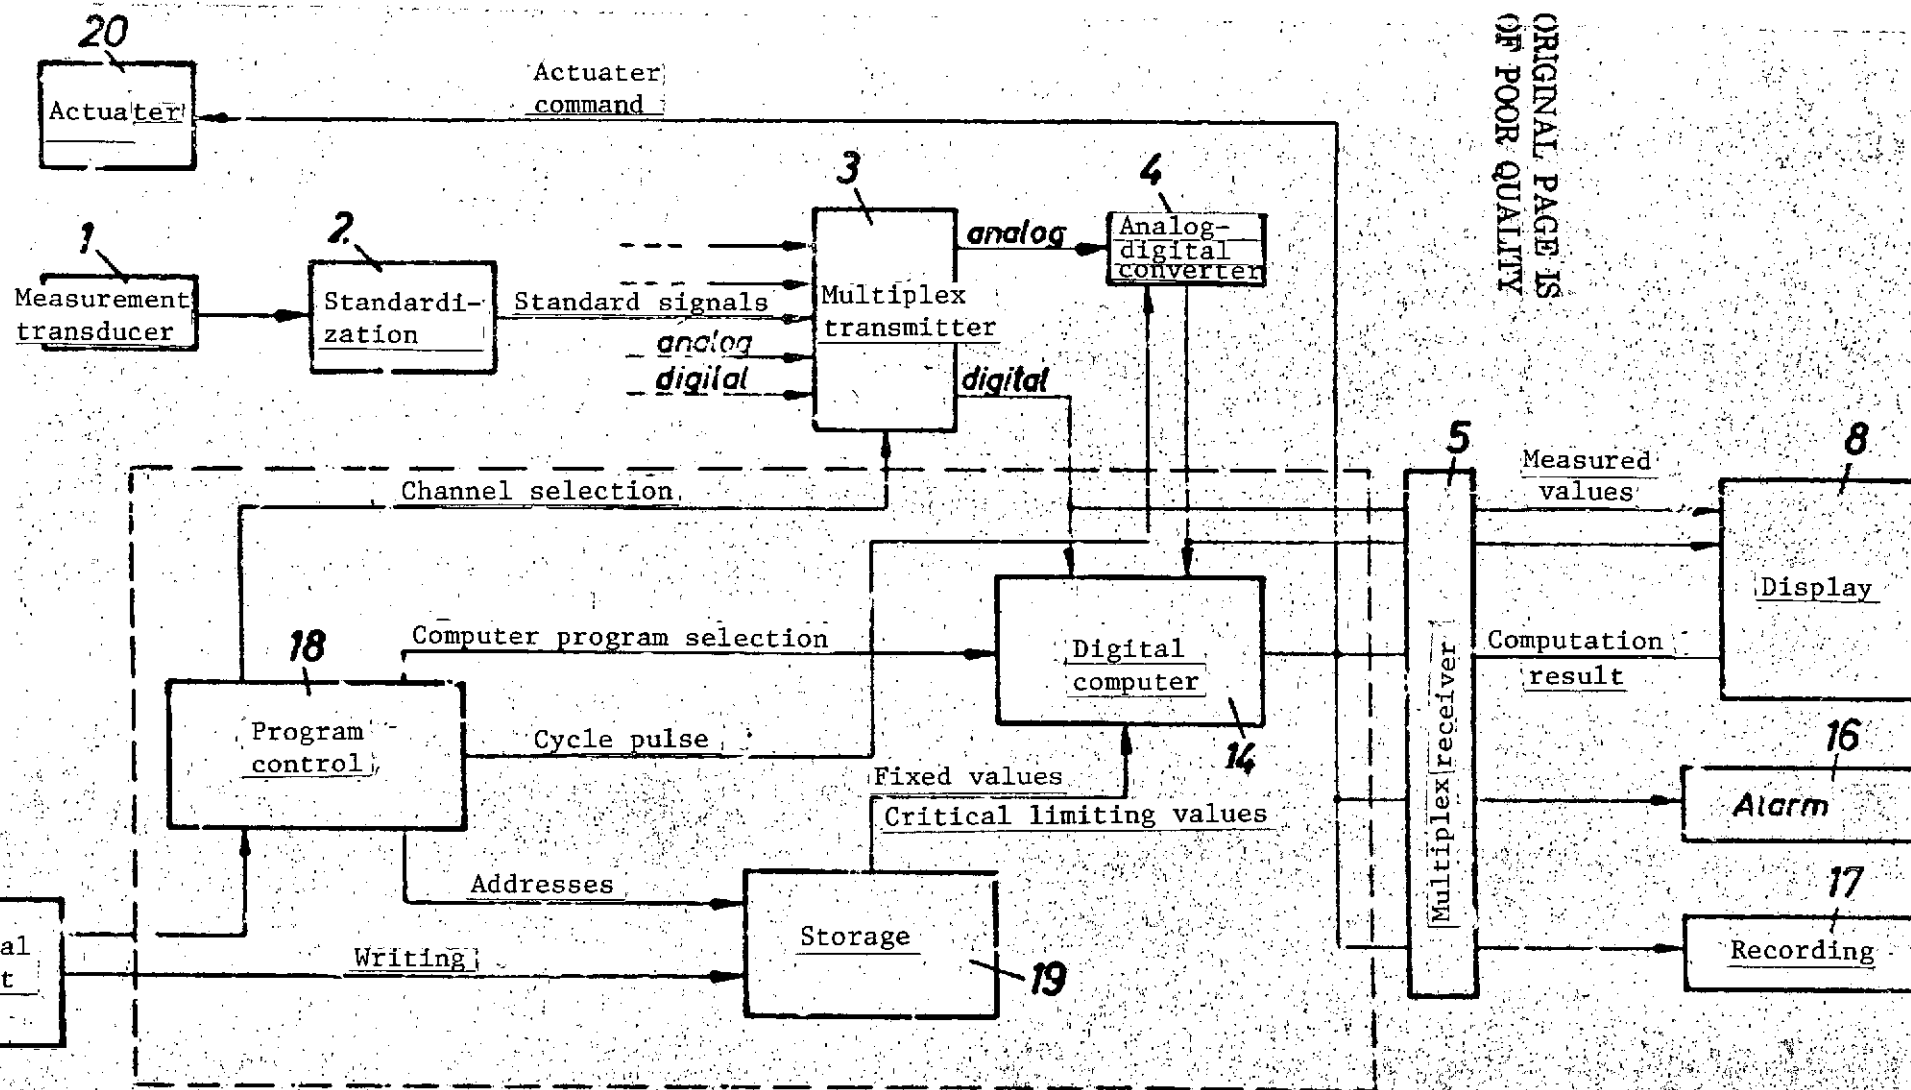 ORIGINAL PAGE IS
OF POOR QUALITY
20
Actuater
Actuater
command
1
Measurement
transducer
2
Standardi-
zation
Standard signals
analog
digital
3
Multiplex
transmitter
analog
digital
4
Analog-
digital
converter
Channel selection
5
Multiplex receiver
Measured
values
8
Display
Computation
result
18
Program
control
Computer program selection
Cycle pulse
Digital
computer
14
Fixed values
Critical limiting values
16
Alarm
Addresses
Storage
19
Writing
17
Recording
al
t